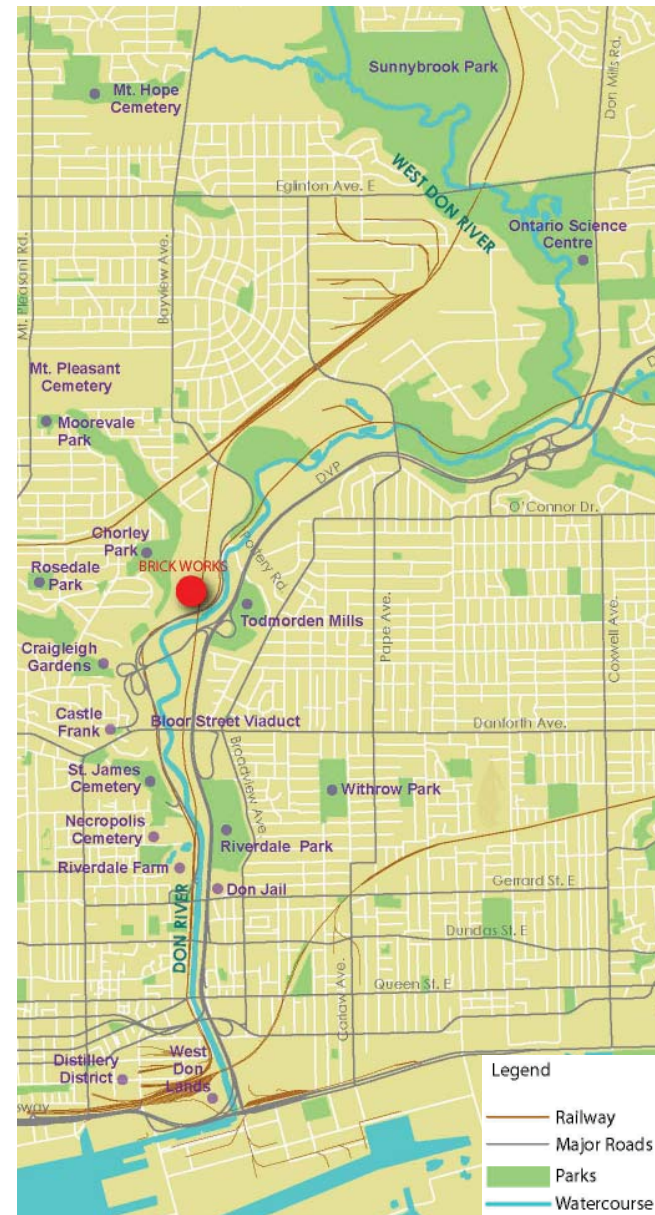 Sunnybrook Park
Don Mills Rd.
Mt. Hope
Cemetery
WEST DON RIVER
Eglinton Ave. E
Ontario Science
Centre
Mt. Pleasant Rd.
Bayview Ave.
Mt. Pleasant
Cemetery
Moorevale
Park
DVP
O'Connor Dr.
Chorley
Park
Pottery Rd.
BRICK WORKS
Rosedale
Park
Todmorden Mills
Pape Ave.
Coxwell Ave.
Craigleigh
Gardens
Castle
Frank
Bloor Street Viaduct
Danforth Ave.
Broadview Ave
St. James
Cemetery
Withrow Park
Necropolis
Cemetery
Riverdale Park
Riverdale Farm
Don Jail
Gerrard St. E
DON RIVER
Dundas St. E
Queen St. E
Carlaw Ave.
Distillery
District
West
Don
Lands
sway
Legend
Railway
Major Roads
Parks
Watercourse